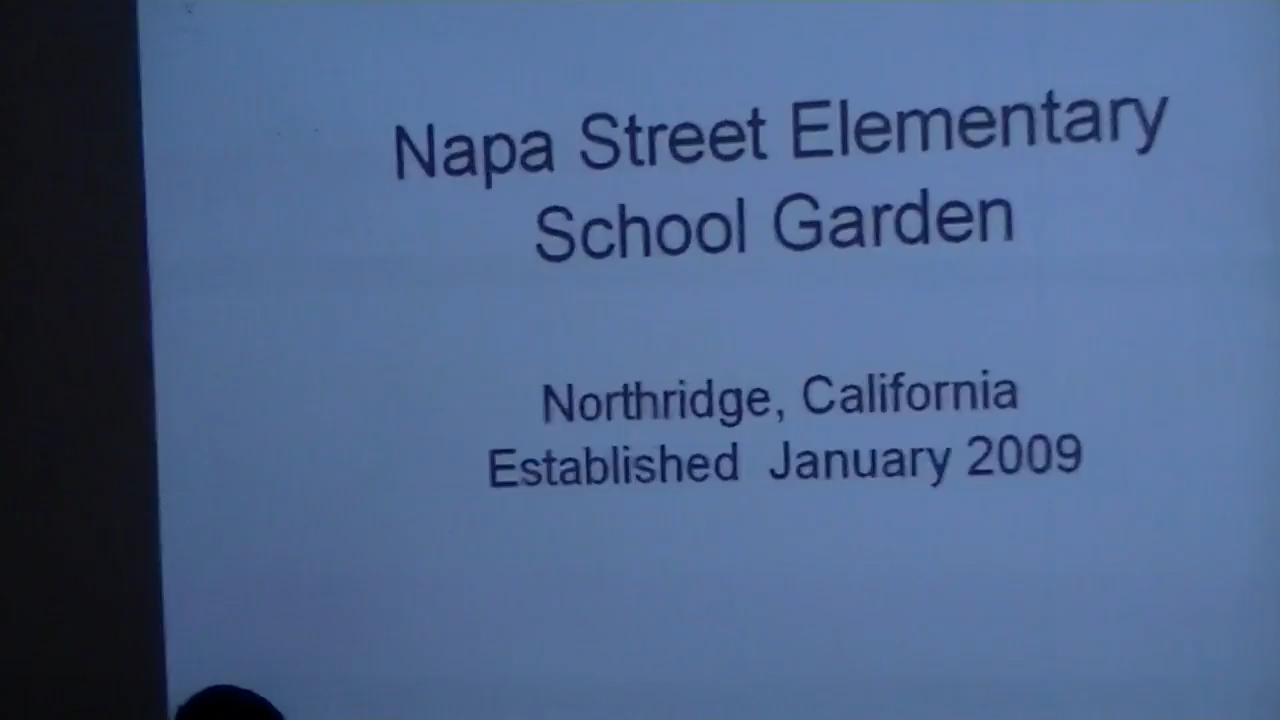 Napa Street Elementary
School Garden
Northridge, California
Established January 2009